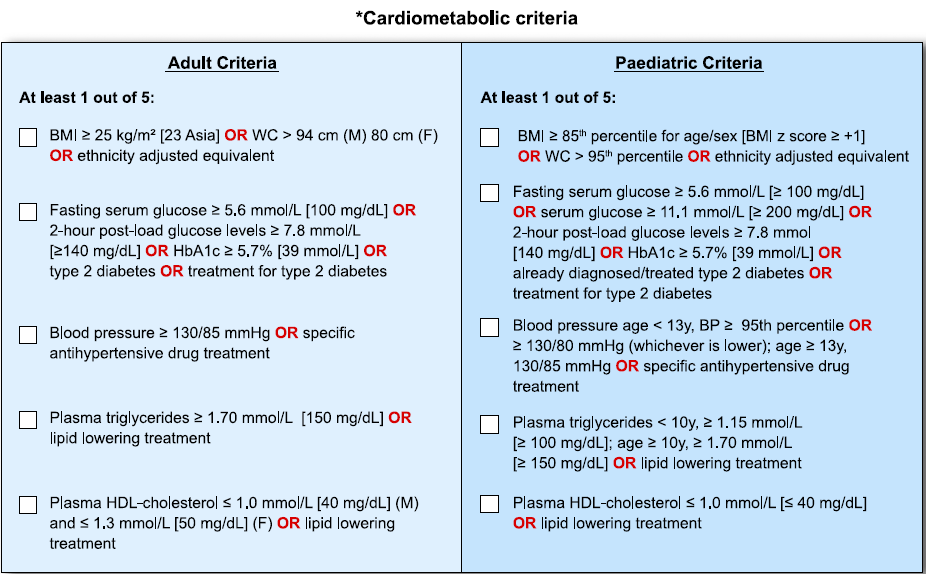 *Cardiometabolic criteria
Adult Criteria
At least 1 out of 5:
BMI ≥ 25 kg/m² [23 Asia] OR WC > 94 cm (M) 80 cm (F)
OR ethnicity adjusted equivalent
Fasting serum glucose ≥ 5.6 mmol/L [100 mg/dL] OR
2-hour post-load glucose levels ≥ 7.8 mmol/L
[≥140 mg/dL] OR HbA1c ≥ 5.7% [39 mmol/L] OR
type 2 diabetes OR treatment for type 2 diabetes
Blood pressure ≥ 130/85 mmHg OR specific
antihypertensive drug treatment
Plasma triglycerides ≥ 1.70 mmol/L [150 mg/dL] OR
lipid lowering treatment
Plasma HDL-cholesterol ≤ 1.0 mmol/L [40 mg/dL] (M)
and ≤ 1.3 mmol/L [50 mg/dL] (F) OR lipid lowering
treatment
Paediatric Criteria
At least 1 out of 5:
BMI ≥ 85th percentile for age/sex [BMI z score ≥ +1]
OR WC > 95th percentile OR ethnicity adjusted equivalent
Fasting serum glucose ≥ 5.6 mmol/L [≥ 100 mg/dL]
OR serum glucose ≥ 11.1 mmol/L [≥ 200 mg/dL] OR
2-hour post-load glucose levels ≥ 7.8 mmol
[140 mg/dL] OR HbA1c ≥ 5.7% [39 mmol/L] OR
already diagnosed/treated type 2 diabetes OR
treatment for type 2 diabetes
Blood pressure age < 13y, BP ≥ 95th percentile OR
≥ 130/80 mmHg (whichever is lower); age ≥ 13y,
130/85 mmHg OR specific antihypertensive drug
treatment
Plasma triglycerides < 10y, ≥ 1.15 mmol/L
[≥ 100 mg/dL]; age ≥ 10y, ≥ 1.70 mmol/L
[≥ 150 mg/dL] OR lipid lowering treatment
Plasma HDL-cholesterol ≤ 1.0 mmol/L [≤ 40 mg/dL]
OR lipid lowering treatment